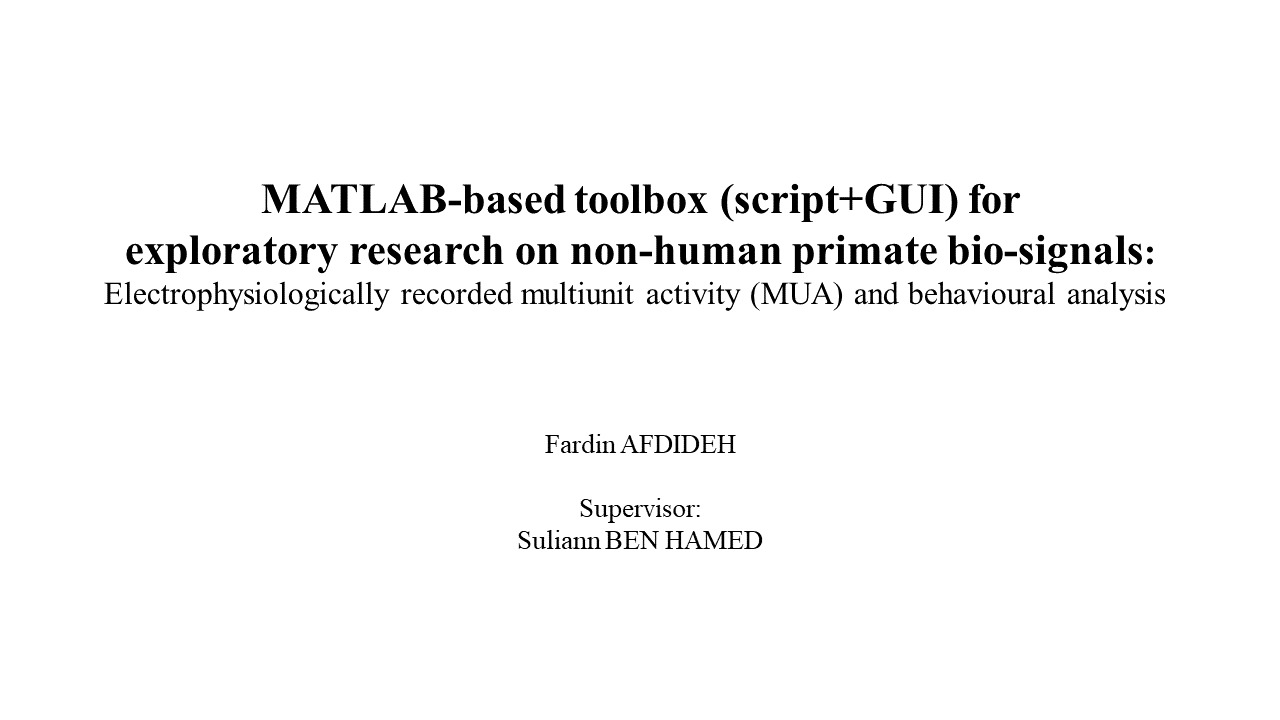 MATLAB-based toolbox (script+GUI) for
exploratory research on non-human primate bio-signals:
Electrophysiologically recorded multiunit activity (MUA) and behavioural analysis
Fardin AFDIDEH
Supervisor:
Suliann BEN HAMED